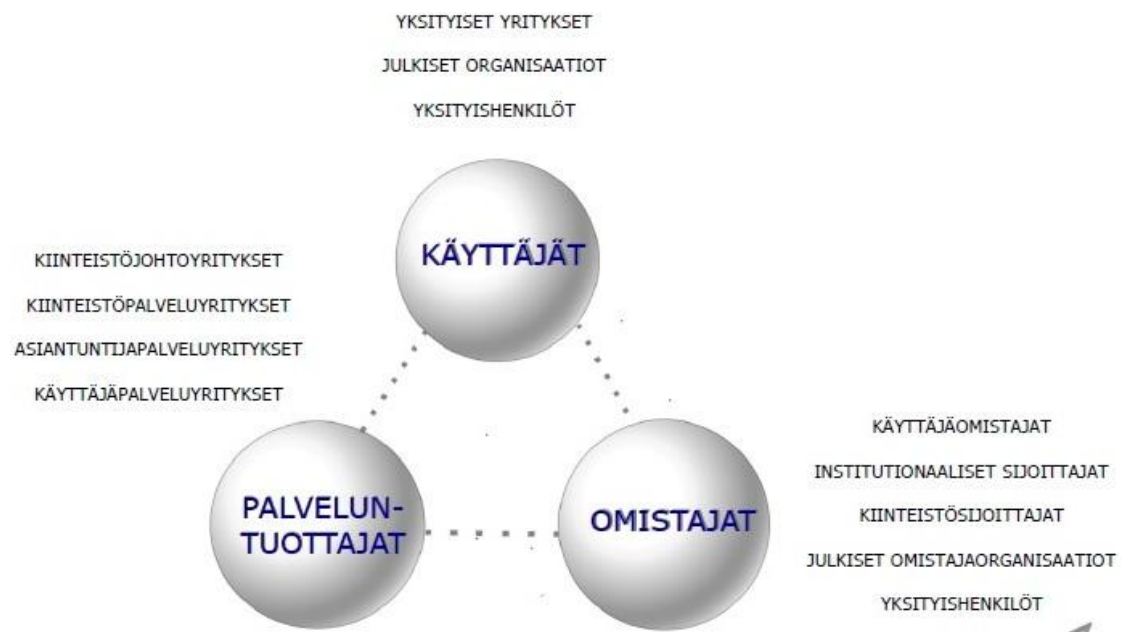 YKSITYISET YRITYKSET
JULKISET ORGANISAATIOT
YKSITYISHENKILÖT
KÄYTTÄJÄT
KIINTEISTÖJOHTOYRITYKSET
KIINTEISTÖPALVELUYRITYKSET
ASIANTUNTIJAPALVELUYRITYKSET
KÄYTTÄJÄPALVELUYRITYKSET
PALVELUN-
TUOTTAJAT
OMISTAJAT
KÄYTTÄJÄOMISTAJAT
INSTITUTIONAALISET SIJOITTAJAT
KIINTEISTÖSIJOITTAJAT
JULKISET OMISTAJAORGANISAATIOT
YKSITYISHENKILÖT